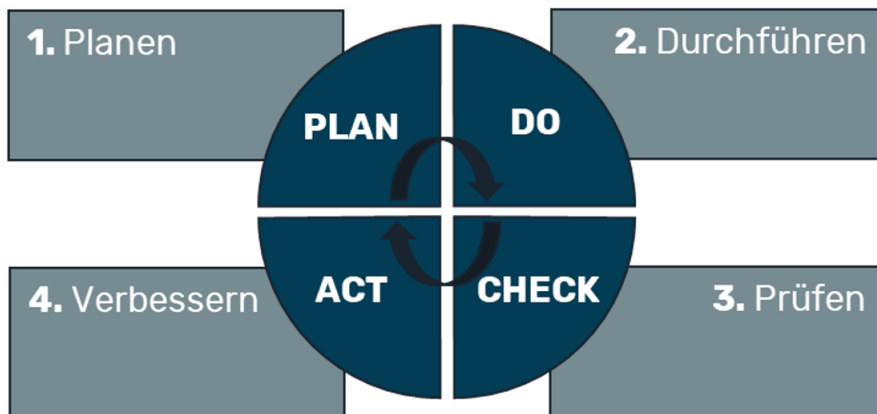 1. Planen
2. Durchführen
PLAN
DO
ACT
CHECK
4. Verbessern
3. Prüfen